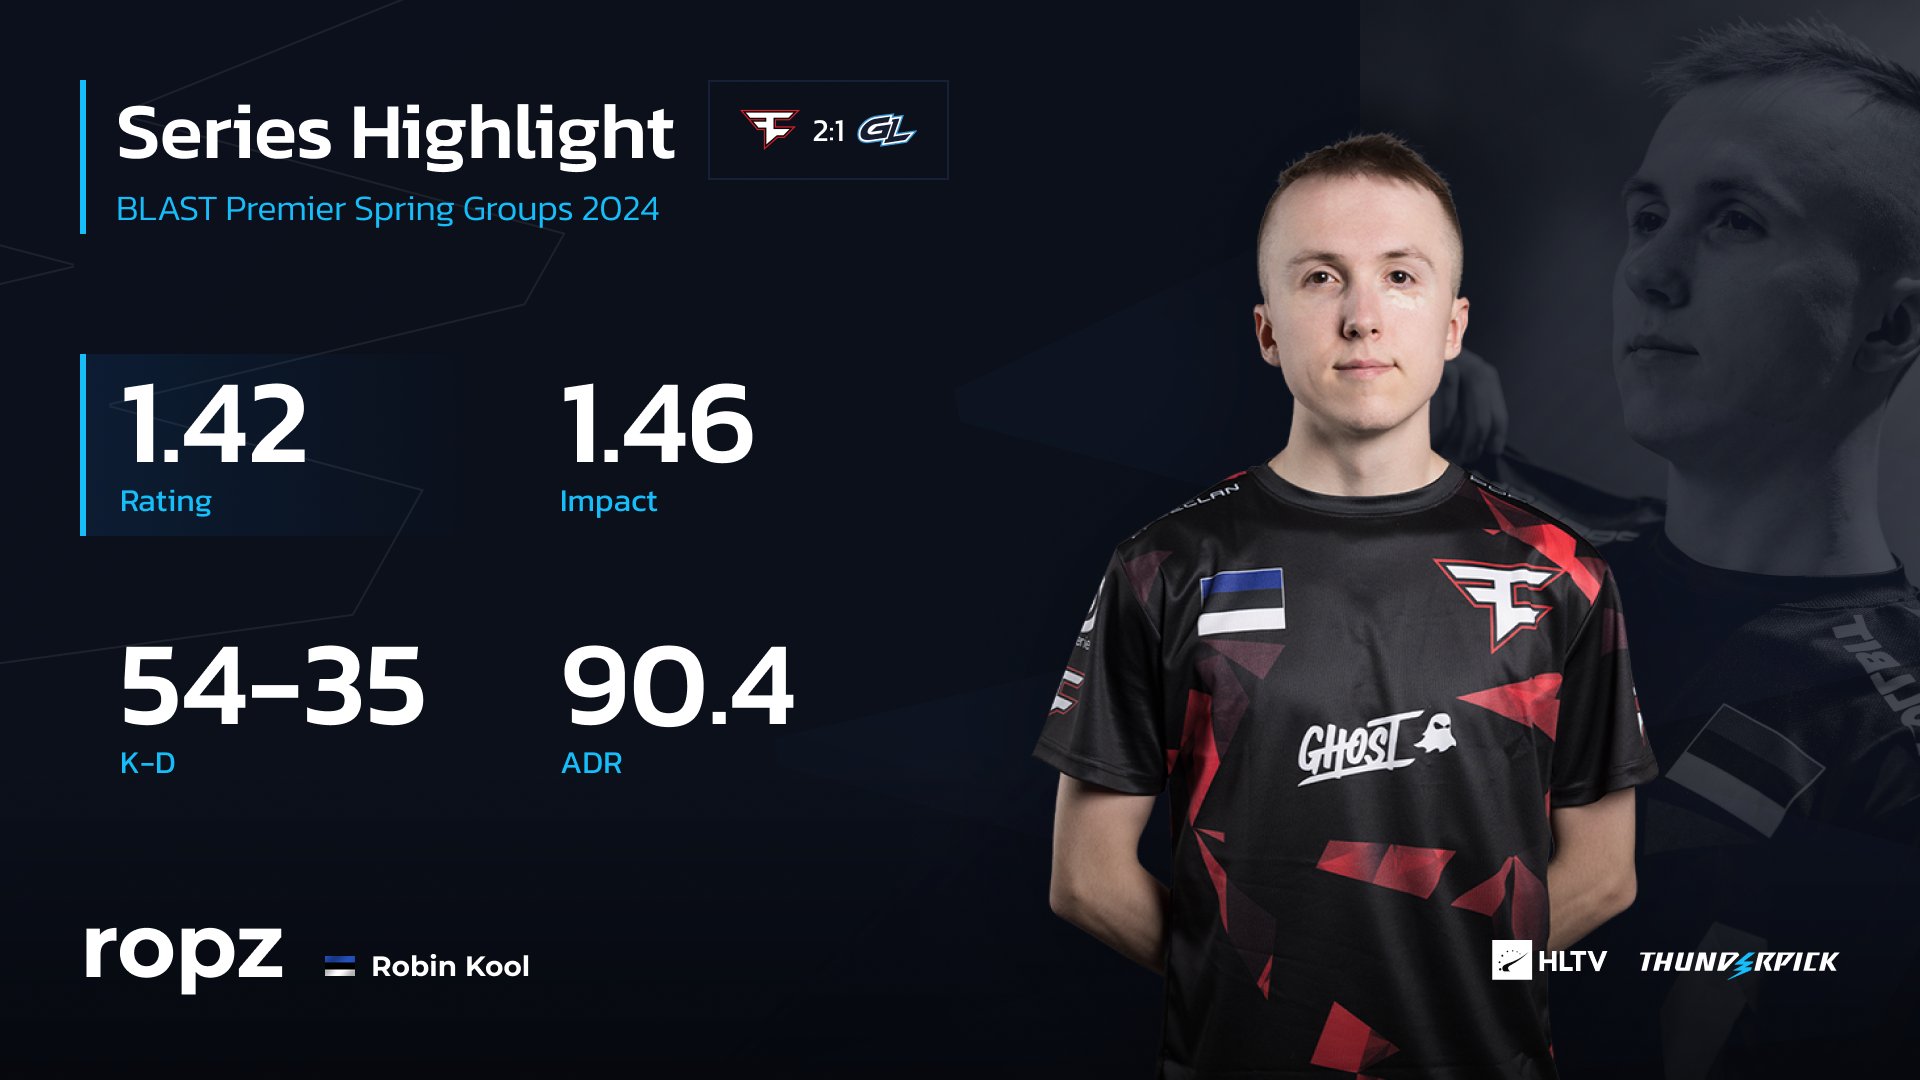 Series Highlight
2:1 GL
BLAST Premier Spring Groups 2024
1.42
Rating
1.46
Impact
54-35
K-D
90.4
ADR
GHOST
ropz
Robin Kool
HLTV
THUNDERPICK